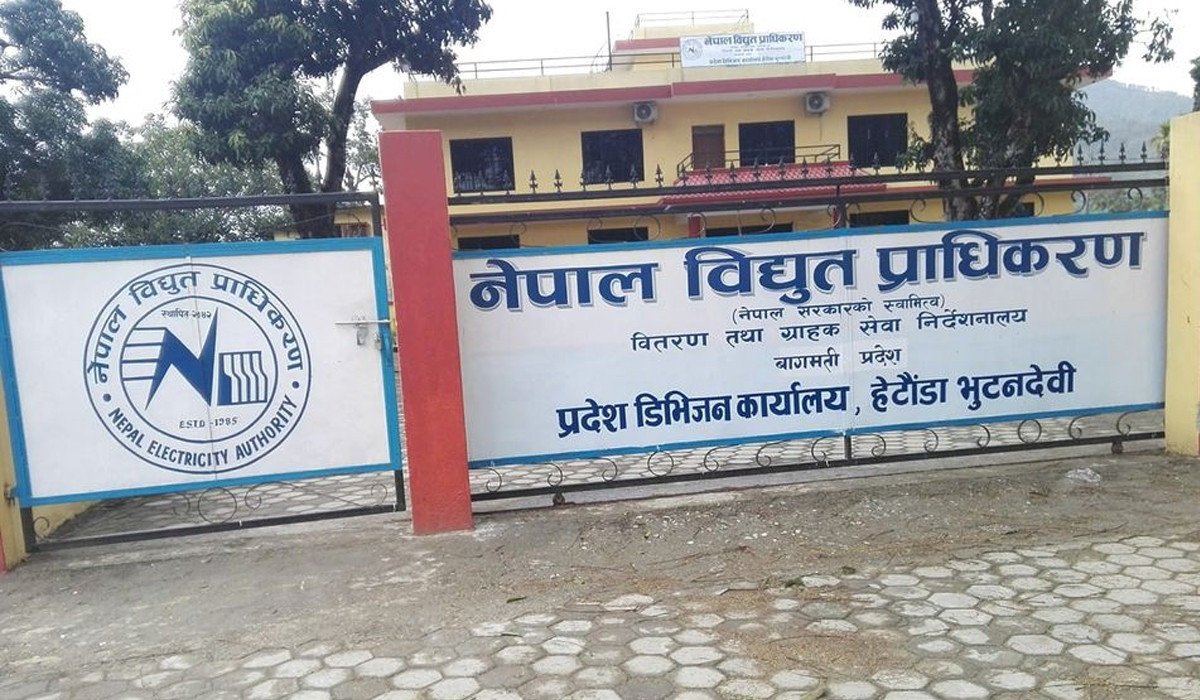 नेपाल विद्युत प्राधिकरण
नेपाल विद्युत प्राधिकरण
स्थापित २०४२
ESTD -1985
NEPAL ELECTRICITY AUTHORITY
नेपाल विद्युत प्राधिकरण
(नेपाल सरकारको स्वामित्व)
वितरण तथा ग्राहक सेवा निर्देशनालय
बागमती प्रदेश
प्रदेश डिभिजन कार्यालय, हेटौंडा भुटनदेवी